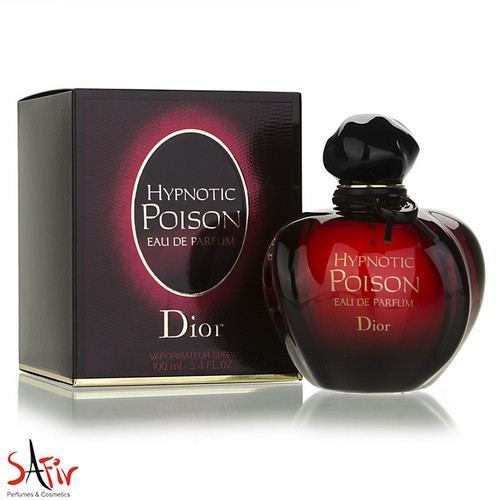 HYPNOTIC
POISON
EAU DE PARFUM
Dior
VAPORISATEUR SPRAY
100 ml - 3.4 FL. OZ
HYPNOTIC
POISON
EAU DE PARFUM
Dior
SAFIR
Perfumes & Cosmetics